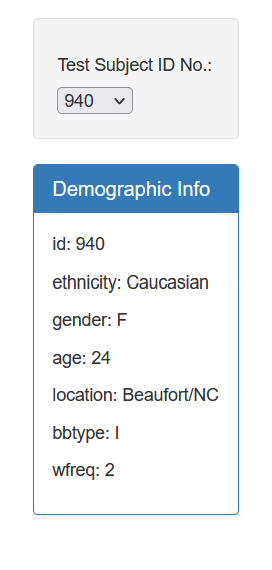 Test Subject ID No.:
940
Demographic Info
id: 940
ethnicity: Caucasian
gender: F
age: 24
location: Beaufort/NC
bbtype: I
wfreq: 2